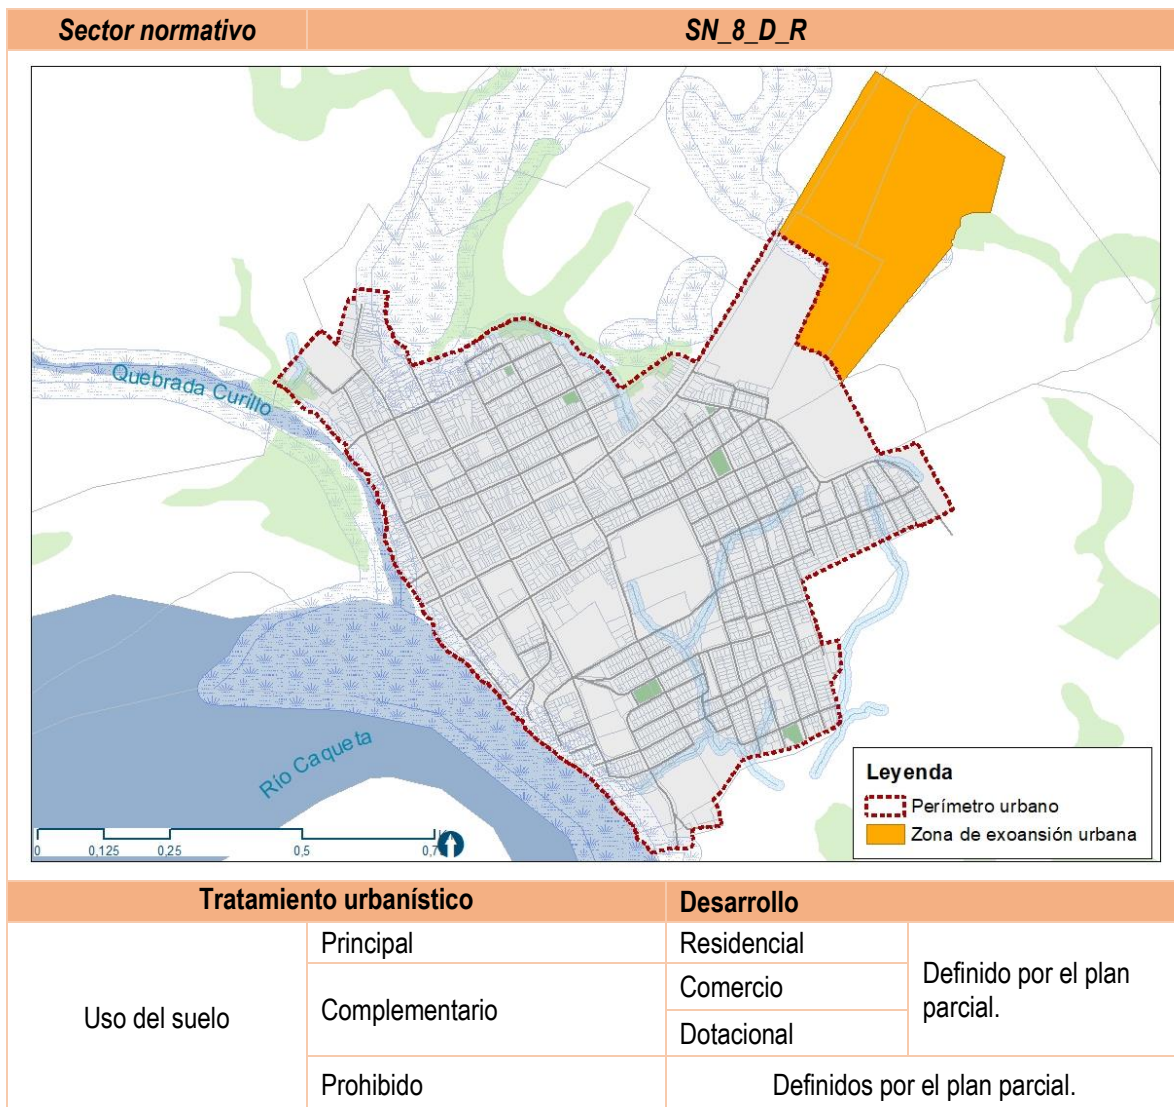 Sector normativo SN_8_D_R
Quebrada Curillo
Río Caqueta
0 0,125 0,25 0,5
Leyenda
Perímetro urbano
Zona de exoansión urbana
Tratamiento urbanístico Desarrollo
Uso del suelo
Principal
Residencial
Definido por el plan
parcial.
Complementario
Comercio
Dotacional
Prohibido
Definidos por el plan parcial.